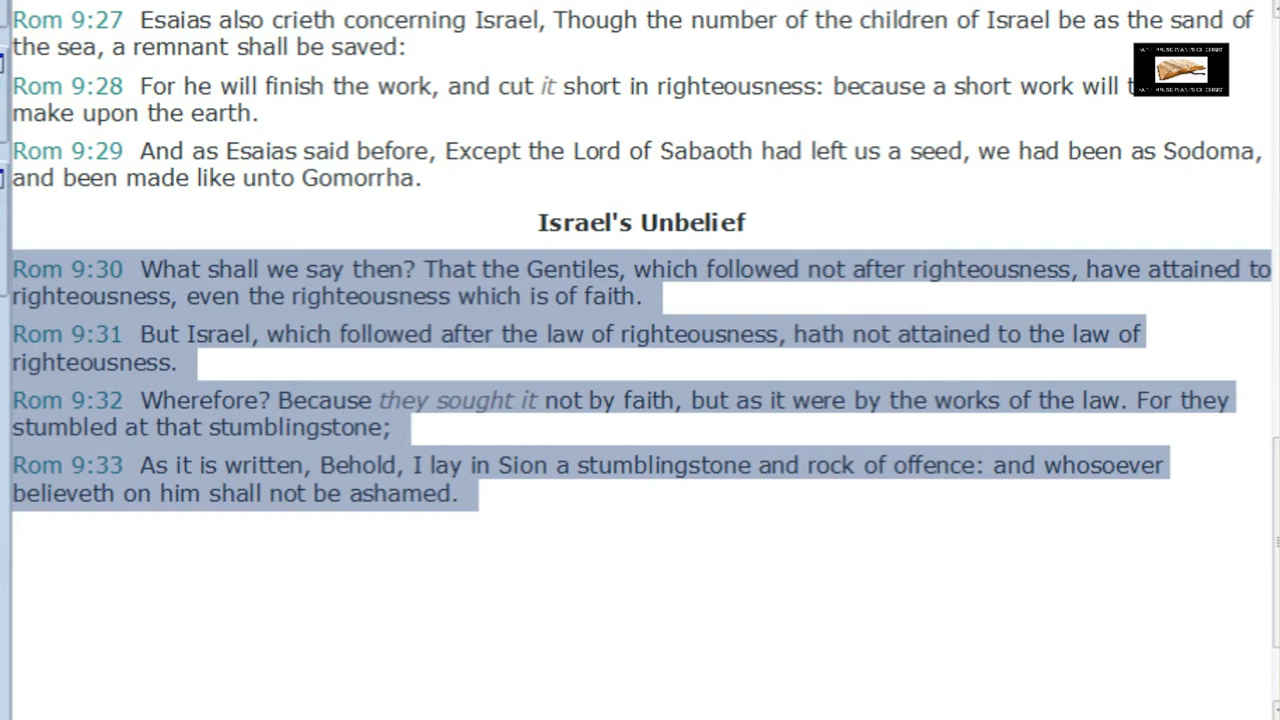 Rom 9:27 Esaias also crieth concerning Israel, Though the number of the children of Israel be as the sand of
the sea, a remnant shall be saved:
Rom 9:28 For he will finish the work, and cut it short in righteousness: because a short work will
make upon the earth.
Rom 9:29 And as Esaias said before, Except the Lord of Sabaoth had left us a seed, we had been as Sodoma,
and been made like unto Gomorrha.
Israel's Unbelief
Rom 9:30 What shall we say then? That the Gentiles, which followed not after righteousness, have attained to
righteousness, even the righteousness which is of faith.
Rom 9:31 But Israel, which followed after the law of righteousness, hath not attained to the law of
righteousness.
Rom 9:32 Wherefore? Because they sought it not by faith, but as it were by the works of the law. For they
stumbled at that stumblingstone;
Rom 9:33 As it is written, Behold, I lay in Sion a stumblingstone and rock of offence: and whosoever
believeth on him shall not be ashamed.